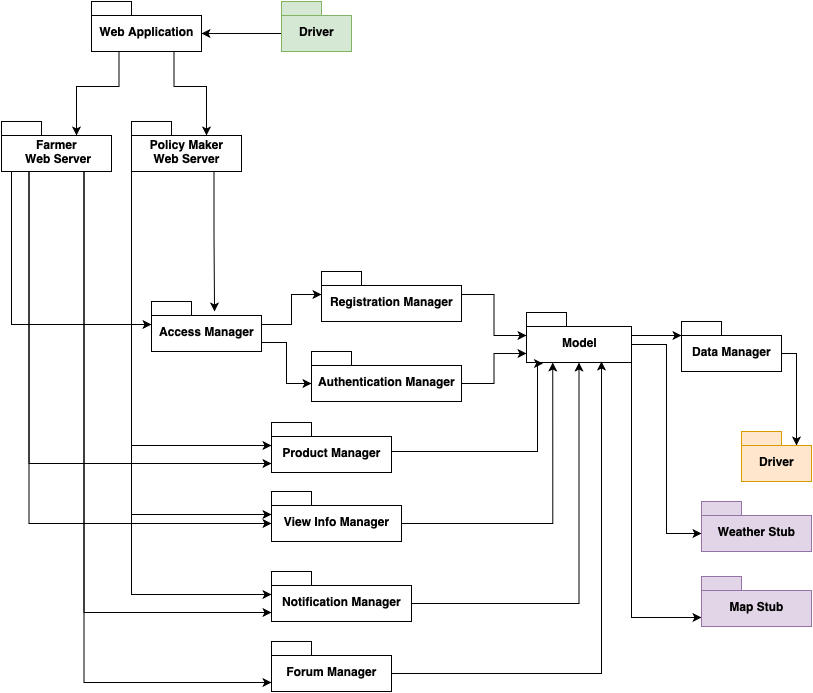 Web Application
Driver
Farmer
Web Server
Policy Maker
Web Server
Registration Manager
Access Manager
Model
Data Manager
Authentication Manager
Product Manager
Driver
View Info Manager
Weather Stub
Notification Manager
Map Stub
Forum Manager